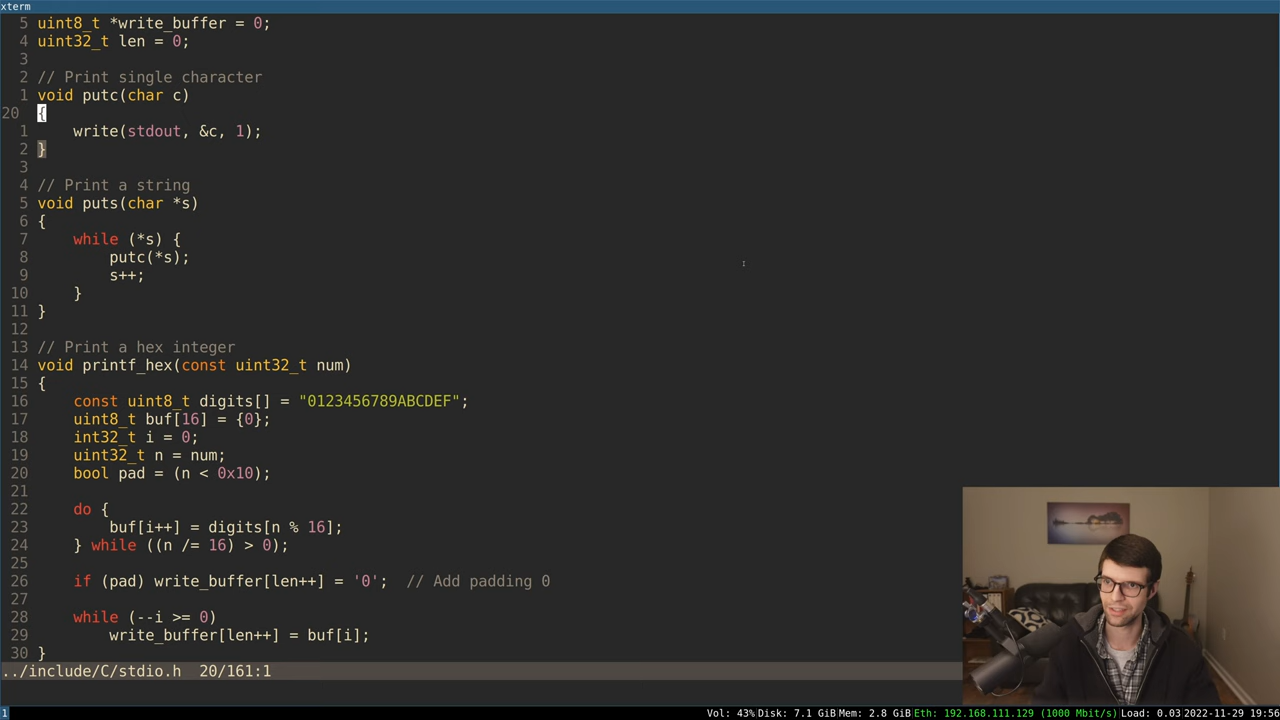 xterm
5 uint8_t *write_buffer = 0;
4 uint32_t len = 0;
3
2 // Print single character
1 void putc(char c)
20 {
1     write(stdout, &c, 1);
2 }
3
4 // Print a string
5 void puts(char *s)
6 {
7     while (*s) {
8         putc(*s);
9         s++;
10     }
11 }
12
13 // Print a hex integer
14 void printf_hex(const uint32_t num)
15 {
16     const uint8_t digits[] = "0123456789ABCDEF";
17     uint8_t buf[16] = {0};
18     int32_t i = 0;
19     uint32_t n = num;
20     bool pad = (n < 0x10);
21
22     do {
23         buf[i++] = digits[n % 16];
24     } while ((n /= 16) > 0);
25
26     if (pad) write_buffer[len++] = '0';  // Add padding 0
27
28     while (--i >= 0)
29         write_buffer[len++] = buf[i];
30 }
../include/C/stdio.h  20/161:1
1 Vol: 43% Disk: 7.1 GiB Mem: 2.8 GiB Eth: 192.168.111.129 (1000 Mbit/s) Load: 0.03 2022-11-29 19:56